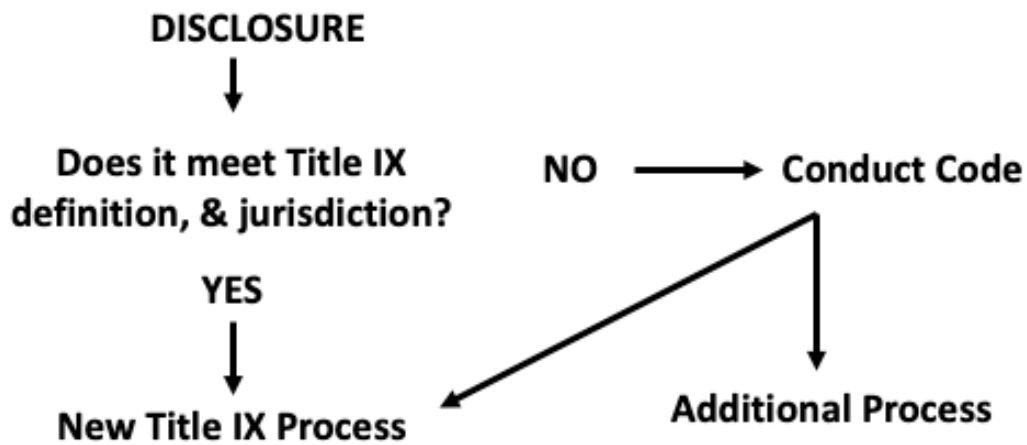 DISCLOSURE
Does it meet Title IX
definition, & jurisdiction?
NO
Conduct Code
YES
New Title IX Process
Additional Process